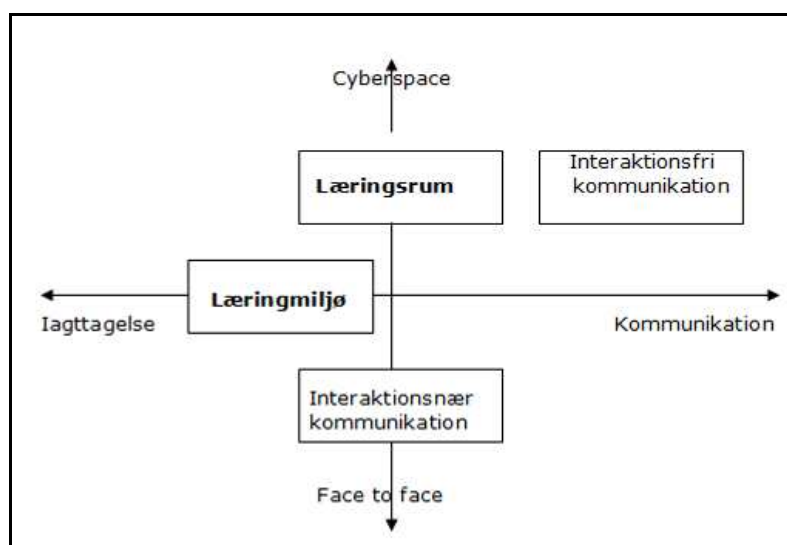 Cyberspace
Interaktionsfri
kommunikation
Læringsrum
Læringmiljø
Iagttagelse
Kommunikation
Interaktionsnær
kommunikation
Face to face